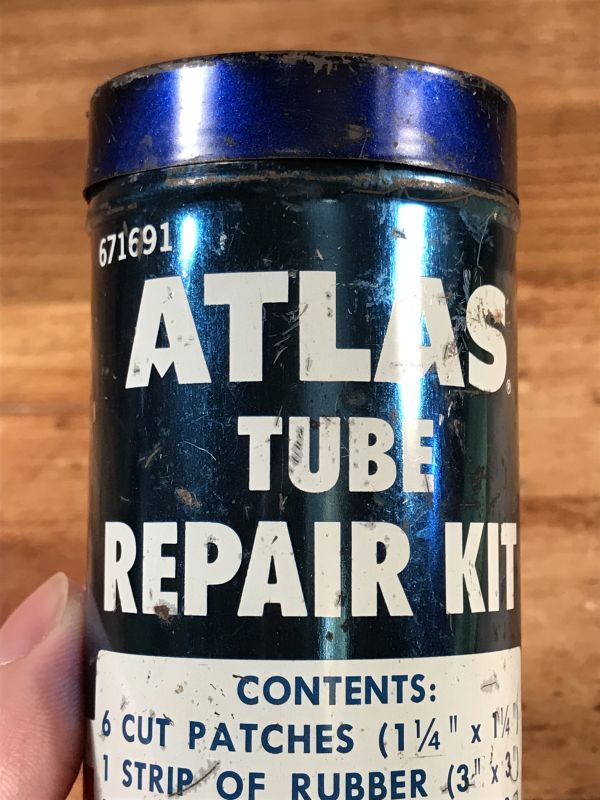 671691
ATLAS®
TUBE
REPAIR KIT
CONTENTS:
6 CUT PATCHES (1¼" x 1¼")
1 STRIP OF RUBBER (3" x 3")